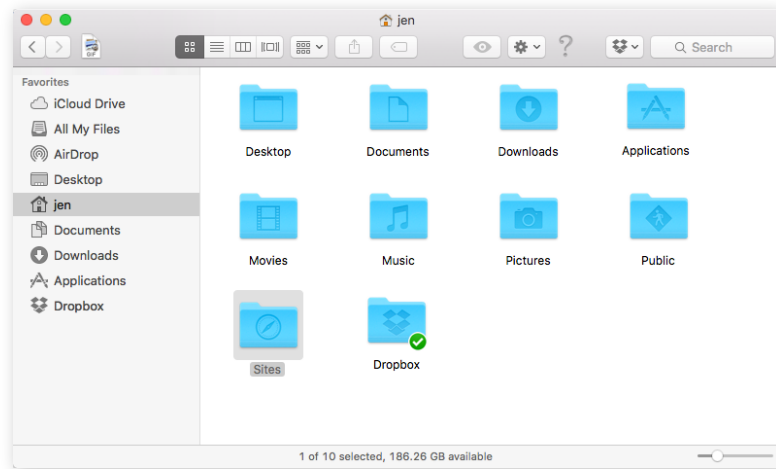 jen
GIF
?
Search
Favorites
iCloud Drive
All My Files
AirDrop
Desktop
jen
Documents
Downloads
Applications
Dropbox
Desktop
Documents
Downloads
Applications
Movies
Music
Pictures
Public
Sites
Dropbox
1 of 10 selected, 186.26 GB available